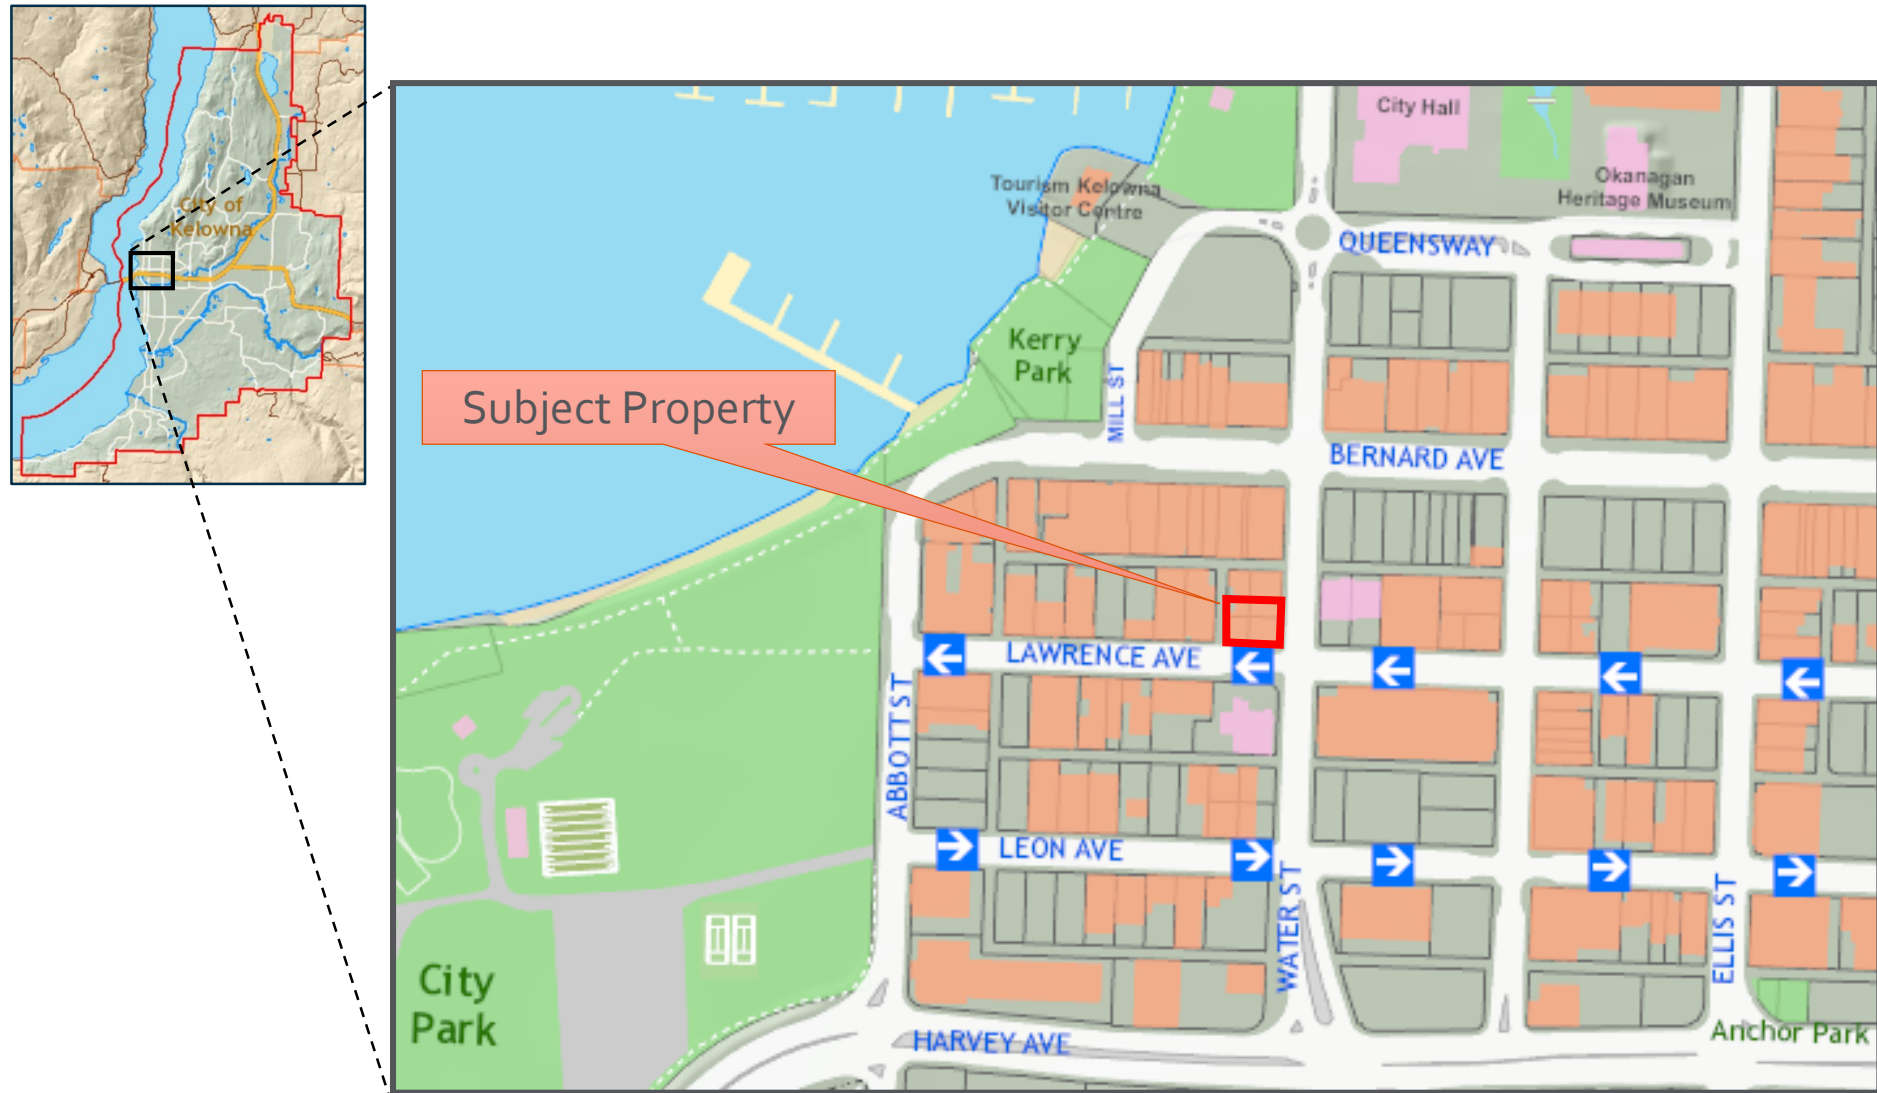 City of
Kelowna
City Hall
Tourism Kelowna
Visitor Centre
Okanagan
Heritage Museum
QUEENSWAY
Kerry
Park
MILL ST
Subject Property
BERNARD AVE
LAWRENCE AVE
ABBOTT ST
LEON AVE
WATER ST
ELLIS ST
City
Park
HARVEY AVE
Anchor Park